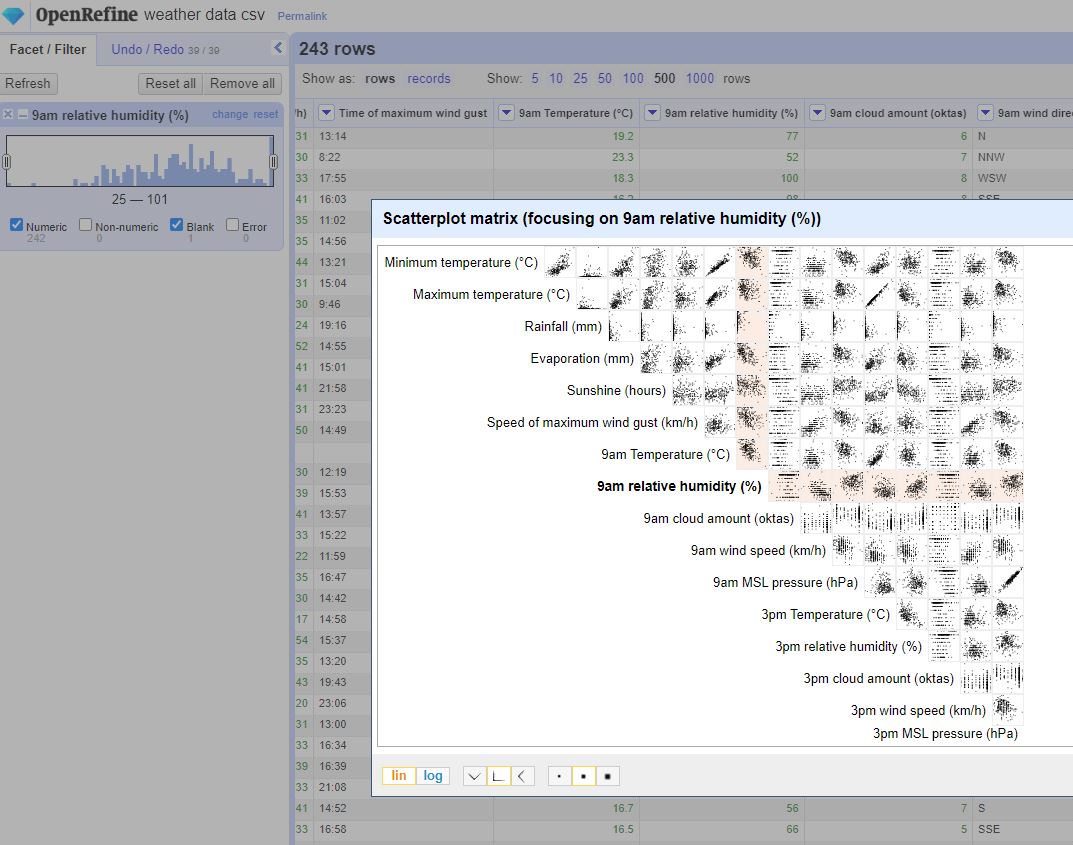 OpenRefine weather data csv Permalink
Facet / Filter Undo / Redo 39 / 39
Refresh Reset all Remove all
9am relative humidity (%) change reset
25 — 101
Numeric Non-numeric Blank Error
242 0 1 0
243 rows
Show as: rows records Show: 5 10 25 50 100 500 1000 rows
/h) Time of maximum wind gust 9am Temperature (°C) 9am relative humidity (%) 9am cloud amount (oktas) 9am wind direc
31 13:14 19.2 77 6 N
30 8:22 23.3 52 7 NNW
33 17:55 18.3 100 8 WSW
41 16:03
35 11:02
35 14:56
44 13:21
31 15:04
30 9:46
24 19:16
52 14:55
41 15:01
41 21:58
31 23:23
50 14:49
30 12:19
39 15:53
41 13:57
33 15:22
22 11:59
35 16:47
30 14:42
17 14:58
54 15:37
35 13:20
43 19:43
20 23:06
31 13:00
33 16:34
39 16:39
33 21:08
41 14:52 16.7 56 7 S
33 16:58 16.5 66 5 SSE
Scatterplot matrix (focusing on 9am relative humidity (%))
Minimum temperature (°C)
Maximum temperature (°C)
Rainfall (mm)
Evaporation (mm)
Sunshine (hours)
Speed of maximum wind gust (km/h)
9am Temperature (°C)
9am relative humidity (%)
9am cloud amount (oktas)
9am wind speed (km/h)
9am MSL pressure (hPa)
3pm Temperature (°C)
3pm relative humidity (%)
3pm cloud amount (oktas)
3pm wind speed (km/h)
3pm MSL pressure (hPa)
lin log